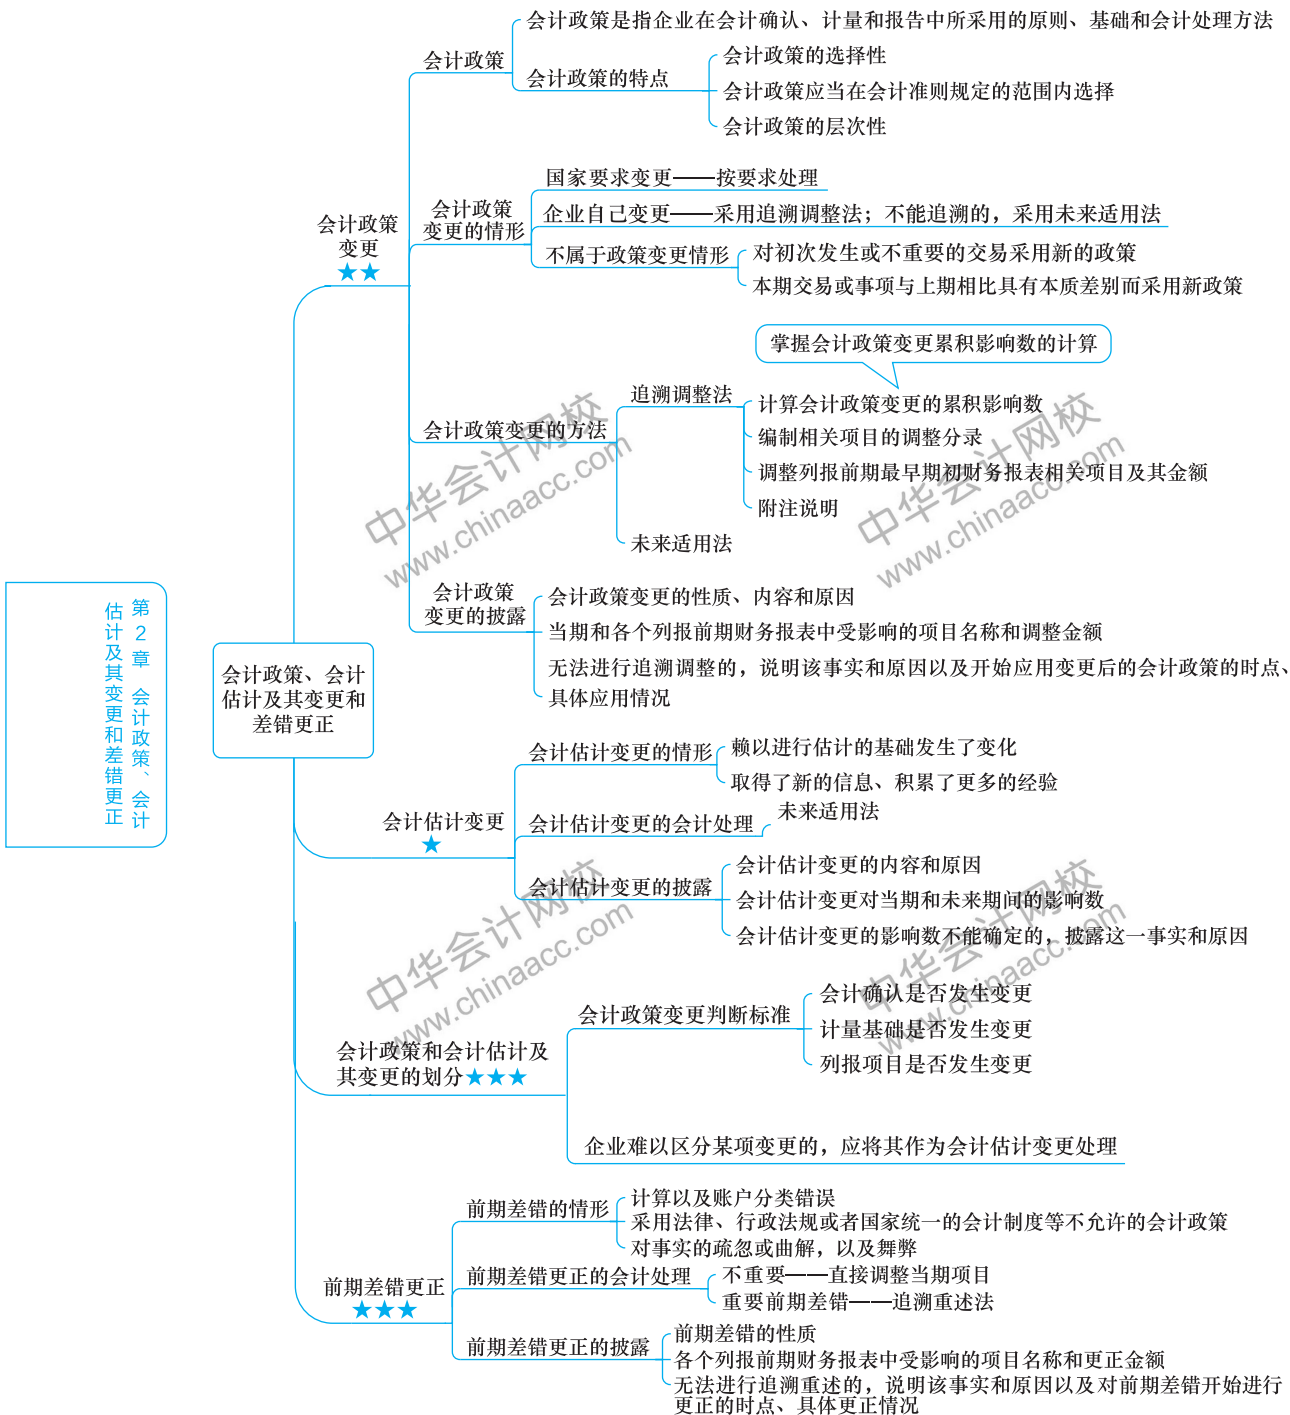 第 2 章 会计政策、会计
估计及其变更和差错更正
会计政策、会计
估计及其变更和
差错更正
会计政策
变更
★★
会计政策
会计政策是指企业在会计确认、计量和报告中所采用的原则、基础和会计处理方法
会计政策的特点
会计政策的选择性
会计政策应当在会计准则规定的范围内选择
会计政策的层次性
会计政策
变更的情形
国家要求变更——按要求处理
企业自己变更——采用追溯调整法；不能追溯的，采用未来适用法
不属于政策变更情形
对初次发生或不重要的交易采用新的政策
本期交易或事项与上期相比具有本质差别而采用新政策
掌握会计政策变更累积影响数的计算
会计政策变更的方法
追溯调整法
计算会计政策变更的累积影响数
编制相关项目的调整分录
调整列报前期最早期初财务报表相关项目及其金额
附注说明
未来适用法
会计政策
变更的披露
会计政策变更的性质、内容和原因
当期和各个列报前期财务报表中受影响的项目名称和调整金额
无法进行追溯调整的，说明该事实和原因以及开始应用变更后的会计政策的时点、
具体应用情况
会计估计变更
★
会计估计变更的情形
赖以进行估计的基础发生了变化
取得了新的信息、积累了更多的经验
会计估计变更的会计处理
未来适用法
会计估计变更的披露
会计估计变更的内容和原因
会计估计变更对当期和未来期间的影响数
会计估计变更的影响数不能确定的，披露这一事实和原因
会计政策和会计估计及
其变更的划分★★★
会计政策变更判断标准
会计确认是否发生变更
计量基础是否发生变更
列报项目是否发生变更
企业难以区分某项变更的，应将其作为会计估计变更处理
前期差错更正
★★★
前期差错的情形
计算以及账户分类错误
采用法律、行政法规或者国家统一的会计制度等不允许的会计政策
对事实的疏忽或曲解，以及舞弊
前期差错更正的会计处理
不重要——直接调整当期项目
重要前期差错——追溯重述法
前期差错更正的披露
前期差错的性质
各个列报前期财务报表中受影响的项目名称和更正金额
无法进行追溯重述的，说明该事实和原因以及对前期差错开始进行
更正的时点、具体更正情况
中华会计网校
www.chinaacc.com
中华会计网校
www.chinaacc.com
中华会计网校
www.chinaacc.com
中华会计网校
www.chinaacc.com